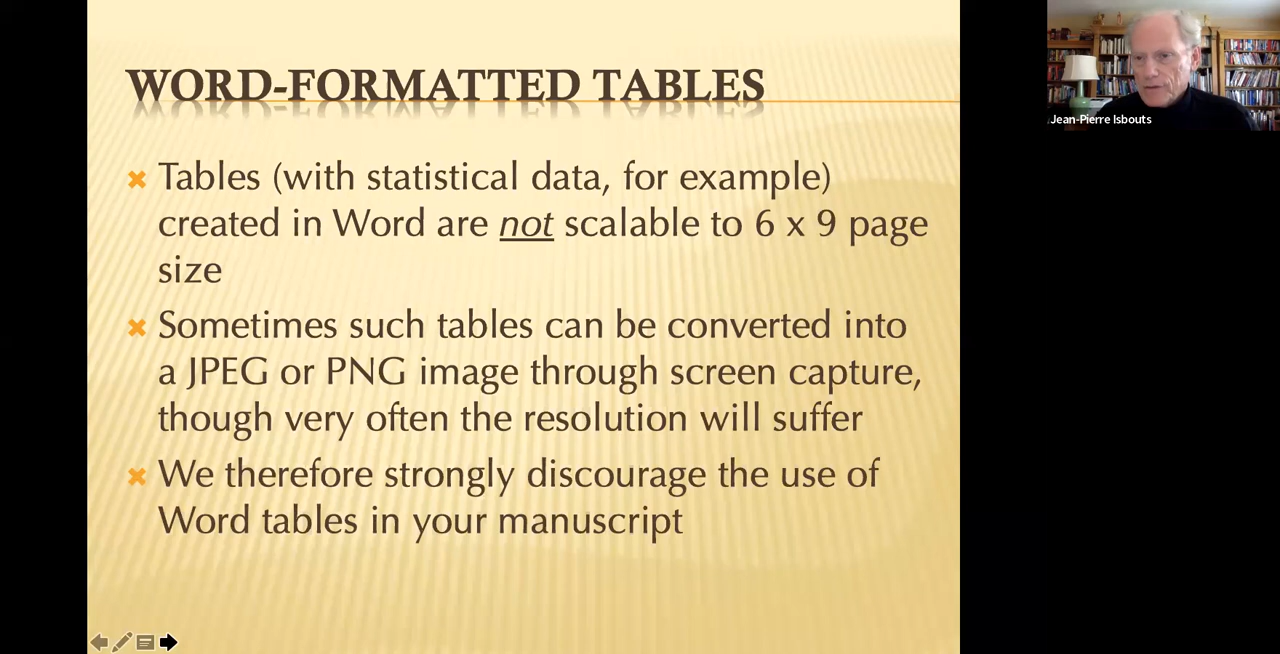 WORD-FORMATTED TABLES
Tables (with statistical data, for example)
created in Word are not scalable to 6 x 9 page
size
Sometimes such tables can be converted into
a JPEG or PNG image through screen capture,
though very often the resolution will suffer
We therefore strongly discourage the use of
Word tables in your manuscript
Jean-Pierre Isbouts